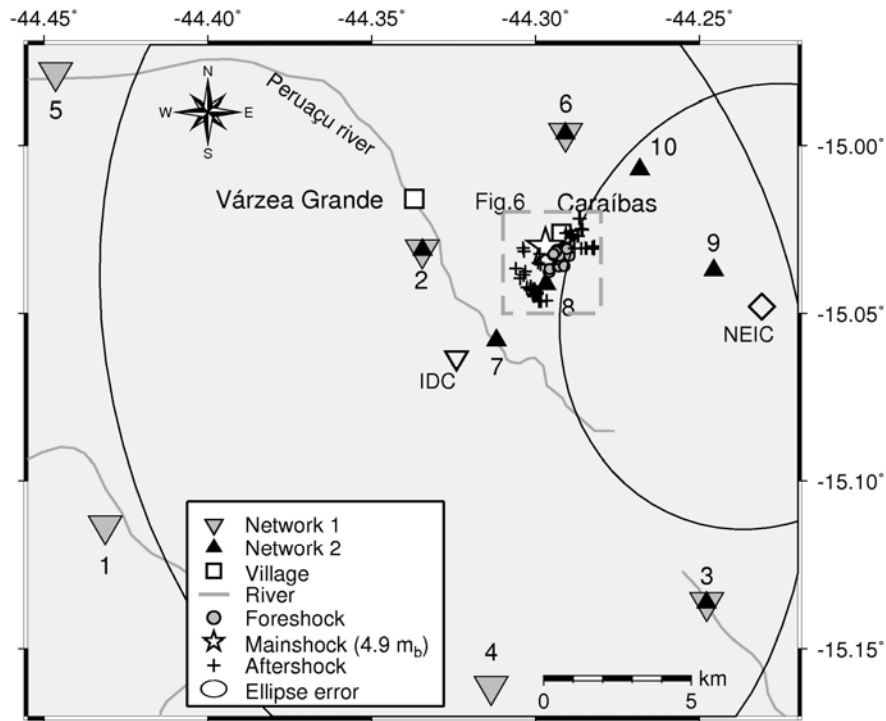 -44.45° -44.40° -44.35° -44.30° -44.25°
5
N
W E
S
Peruaçu river
6
10
-15.00°
Várzea Grande
Fig.6
Caraíbas
2
9
8
-15.05°
NEIC
7
IDC
-15.10°
1
3
4
-15.15°
Network 1
Network 2
Village
River
Foreshock
Mainshock (4.9 mb)
Aftershock
Ellipse error
km
0 5